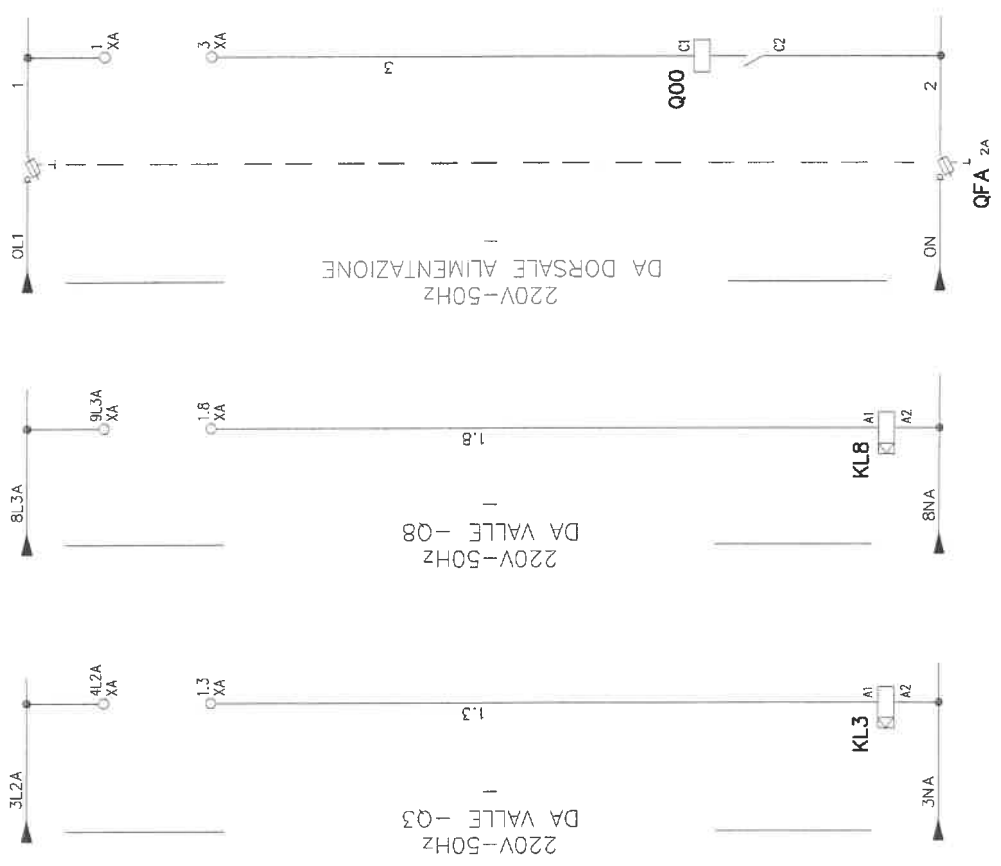 0L1
1
1
XA
3
XA
3
Q00
C1
C2
2
0N
QFA 2A
220V-50Hz
DA DORSALE ALIMENTAZIONE
-
8L3A
9L3A
XA
1.8
XA
1.8
KL8
A1
A2
8NA
220V-50Hz
DA VALLE -Q8
-
3L2A
4L2A
XA
1.3
XA
1.3
KL3
A1
A2
3NA
220V-50Hz
DA VALLE -Q3
-